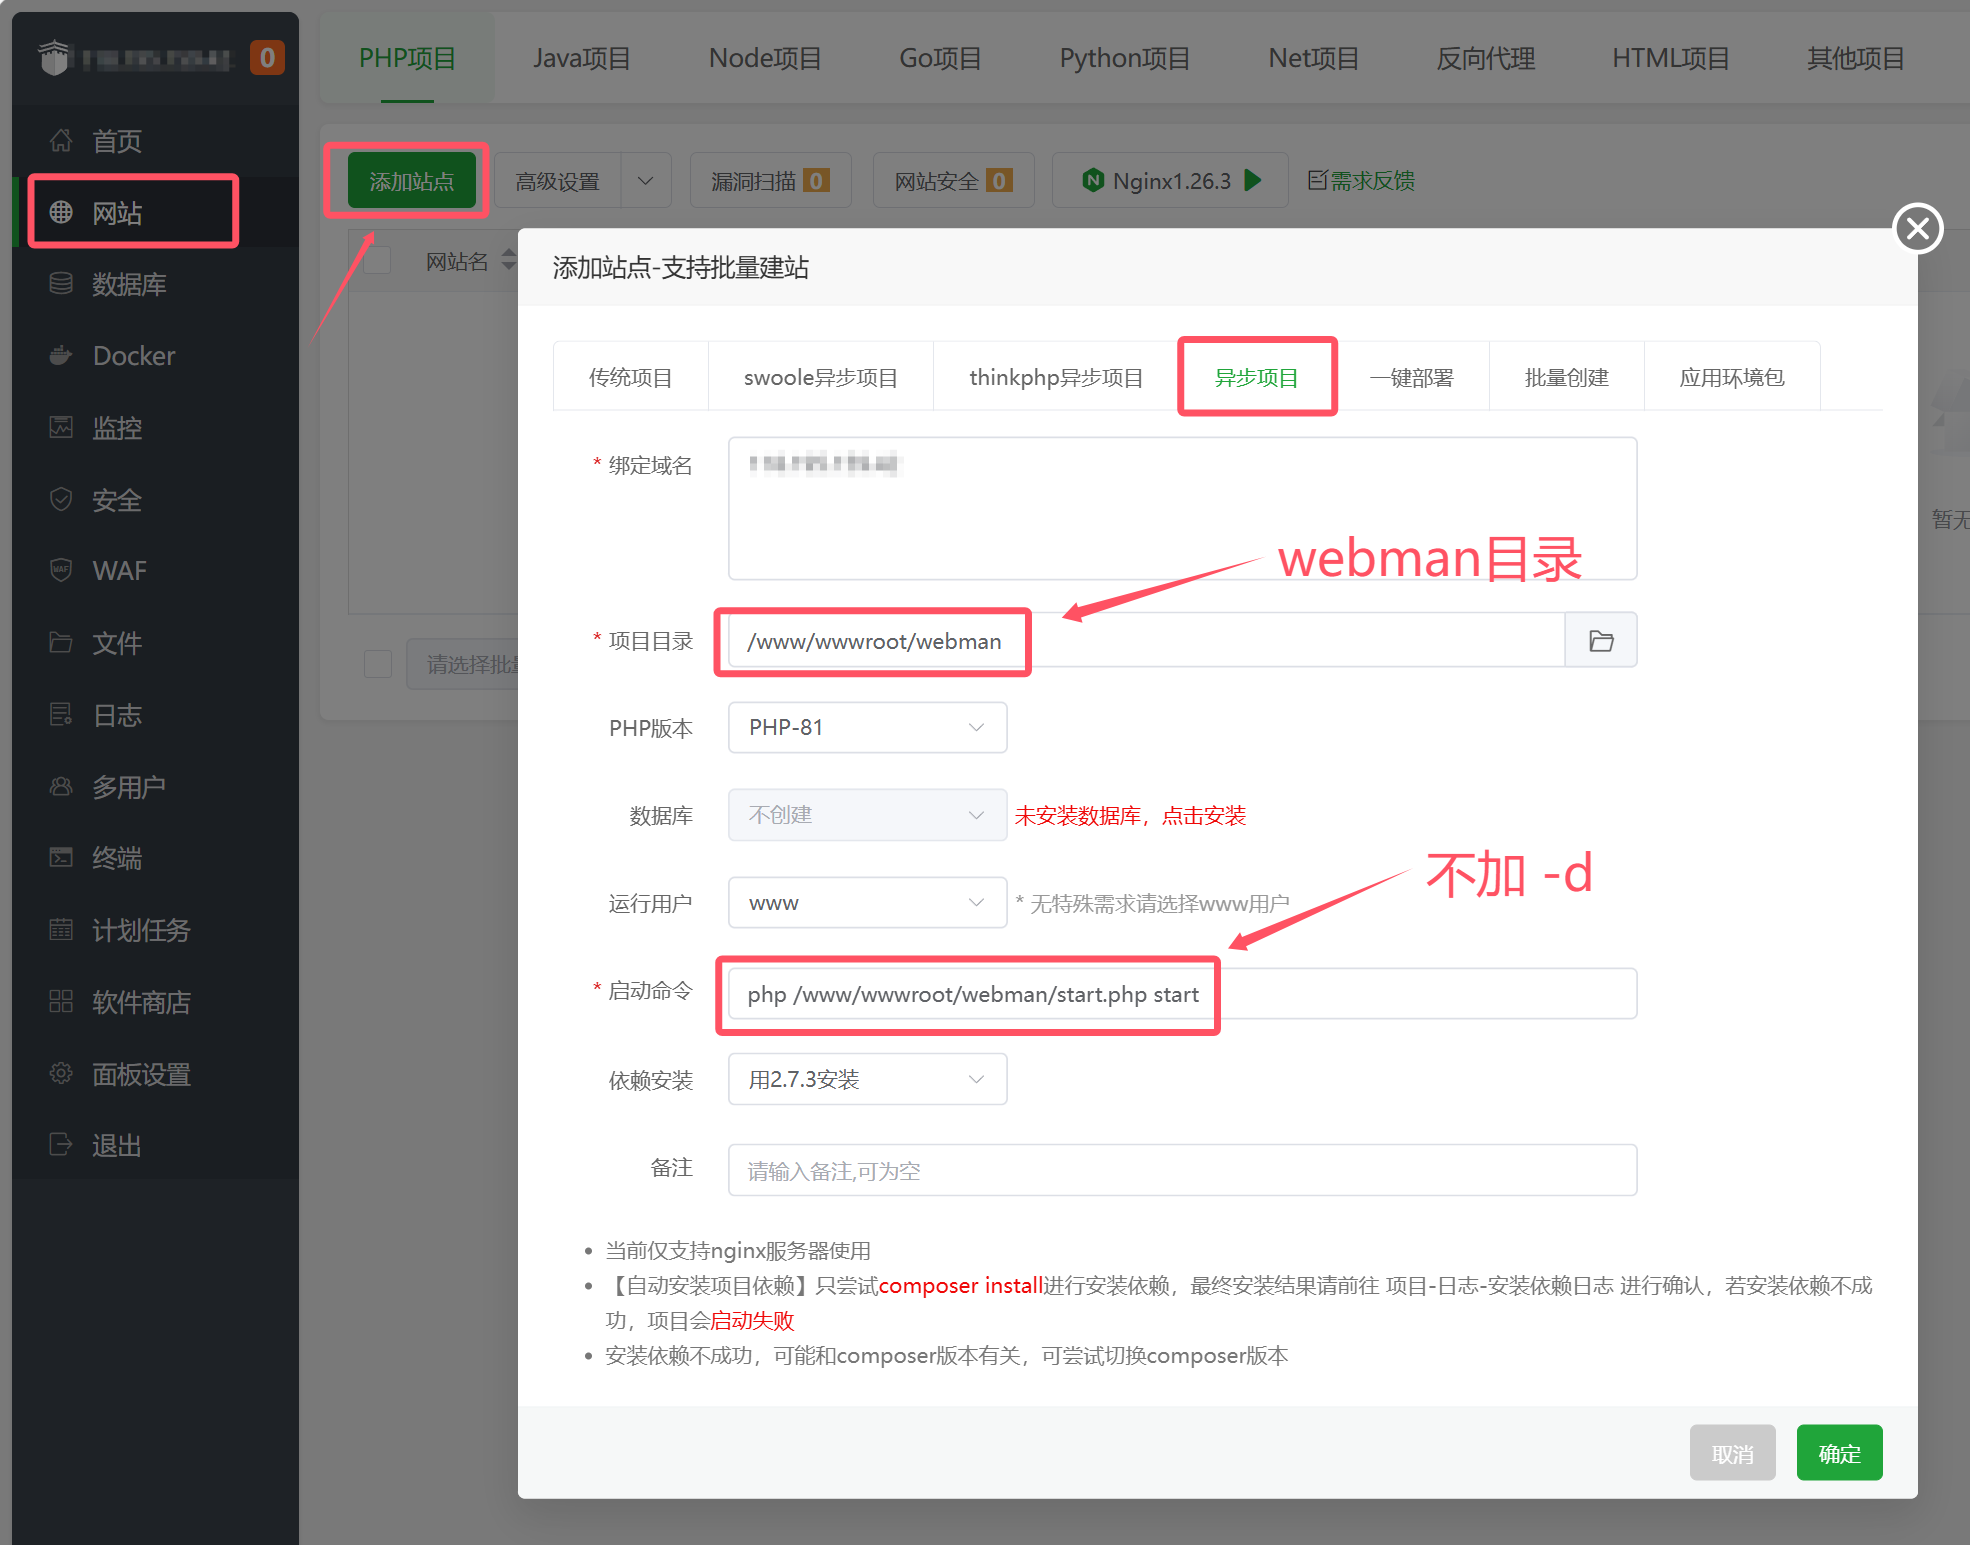 0
首页
网站
数据库
Docker
监控
安全
WAF
文件
日志
多用户
终端
计划任务
软件商店
面板设置
退出
PHP项目 Java项目 Node项目 Go项目 Python项目 Net项目 反向代理 HTML项目 其他项目
添加站点 高级设置 漏洞扫描 0 网站安全 0 Nginx1.26.3 需求反馈
网站名
暂无
请选择批量
添加站点-支持批量建站
传统项目 swoole异步项目 thinkphp异步项目 异步项目 一键部署 批量创建 应用环境包
* 绑定域名
webman目录
* 项目目录 /www/wwwroot/webman
PHP版本 PHP-81
数据库 不创建 未安装数据库，点击安装
不加 -d
运行用户 www * 无特殊需求请选择www用户
* 启动命令 php /www/wwwroot/webman/start.php start
依赖安装 用2.7.3安装
备注 请输入备注,可为空
• 当前仅支持nginx服务器使用
• 【自动安装项目依赖】只尝试composer install进行安装依赖，最终安装结果请前往 项目-日志-安装依赖日志 进行确认，若安装依赖不成
功，项目会启动失败
• 安装依赖不成功，可能和composer版本有关，可尝试切换composer版本
取消 确定